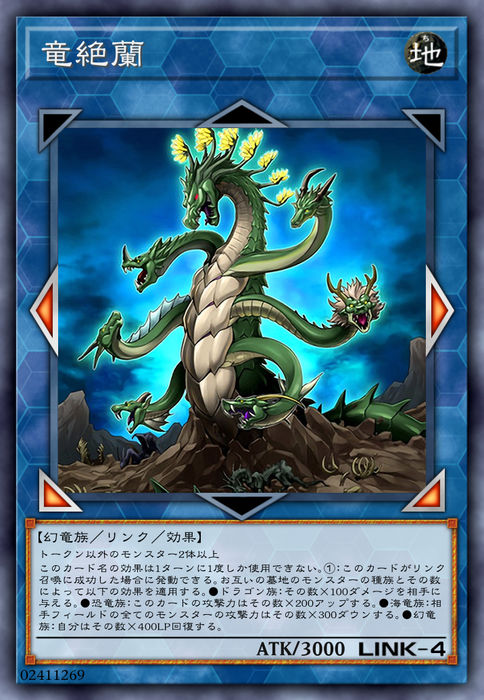 竜絶蘭
ち
地
【幻竜族／リンク／効果】
トークン以外のモンスター2体以上
このカード名の効果は1ターンに1度しか使用できない。①:このカードがリンク
召喚に成功した場合に発動できる。お互いの墓地のモンスターの種族とその数
によって以下の効果を適用する。●ドラゴン族:その数×100ダメージを相手に
与える。●恐竜族:このカードの攻撃力はその数×200アップする。●海竜族:相
手フィールドの全てのモンスターの攻撃力はその数×300ダウンする。●幻竜
族:自分はその数×400LP回復する。
ATK/3000 LINK-4
02411269